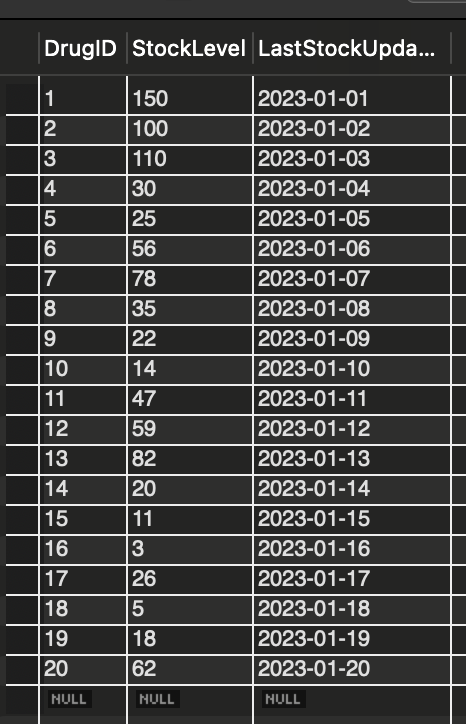 DrugID StockLevel LastStockUpda...
1 150 2023-01-01
2 100 2023-01-02
3 110 2023-01-03
4 30 2023-01-04
5 25 2023-01-05
6 56 2023-01-06
7 78 2023-01-07
8 35 2023-01-08
9 22 2023-01-09
10 14 2023-01-10
11 47 2023-01-11
12 59 2023-01-12
13 82 2023-01-13
14 20 2023-01-14
15 11 2023-01-15
16 3 2023-01-16
17 26 2023-01-17
18 5 2023-01-18
19 18 2023-01-19
20 62 2023-01-20
NULL NULL NULL